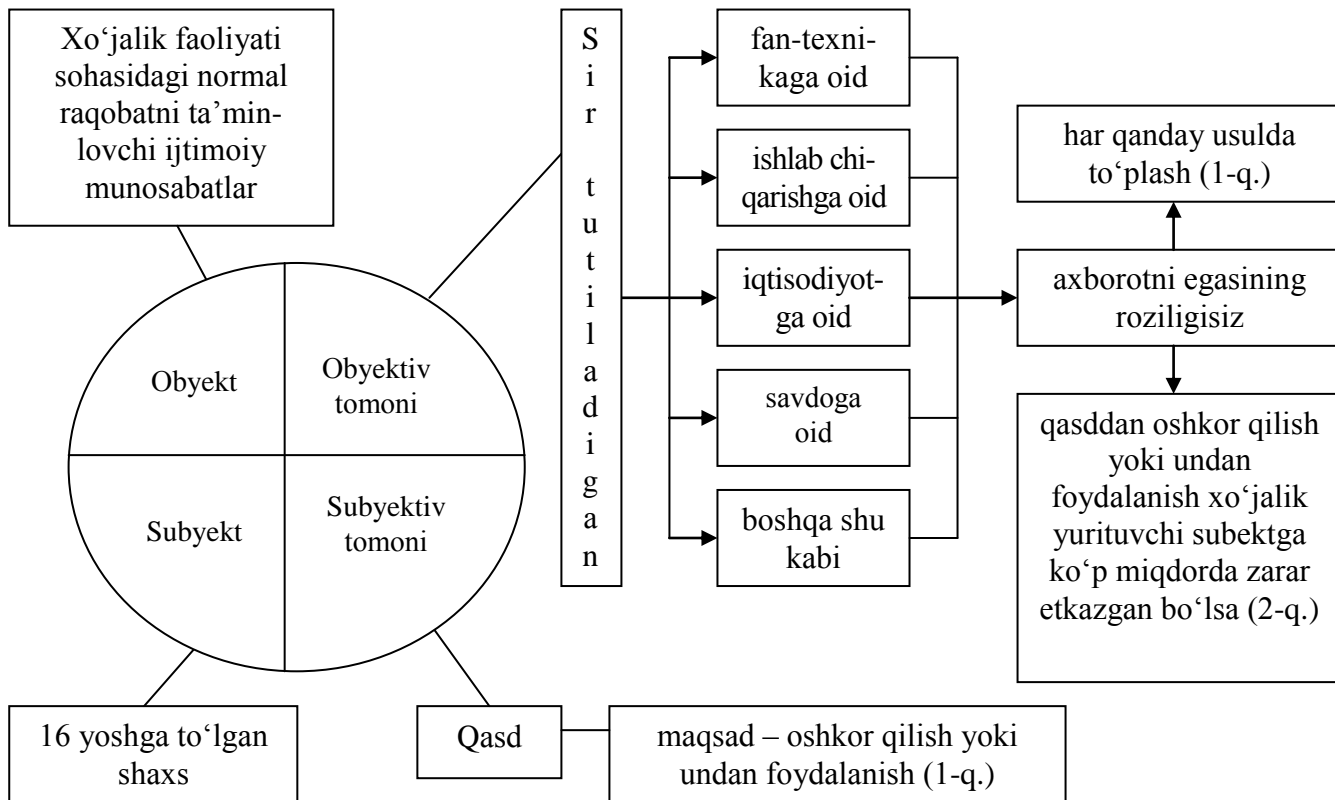 Xo‘jalik faoliyati
sohasidagi normal
raqobatni ta’min-
lovchi ijtimoiy
munosabatlar
Obyekt
Obyektiv
tomoni
Subyekt
Subyektiv
tomoni
16 yoshga to‘lgan
shaxs
Qasd
maqsad – oshkor qilish yoki
undan foydalanish (1-q.)
Sir tutiladigan
fan-texni-
kaga oid
ishlab chi-
qarishga oid
iqtisodiyot-
ga oid
savdoga
oid
boshqa shu
kabi
har qanday usulda
to‘plash (1-q.)
axborotni egasining
roziligisiz
qasddan oshkor qilish
yoki undan
foydalanish xo‘jalik
yurituvchi subektga
ko‘p miqdorda zarar
etkazgan bo‘lsa (2-q.)